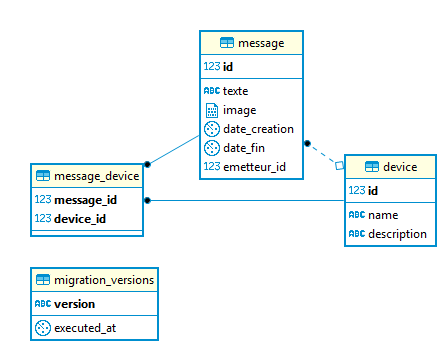 message
123 id
ABC texte
image
date_creation
date_fin
123 emetteur_id
message_device
123 message_id
123 device_id
device
123 id
ABC name
ABC description
migration_versions
ABC version
executed_at